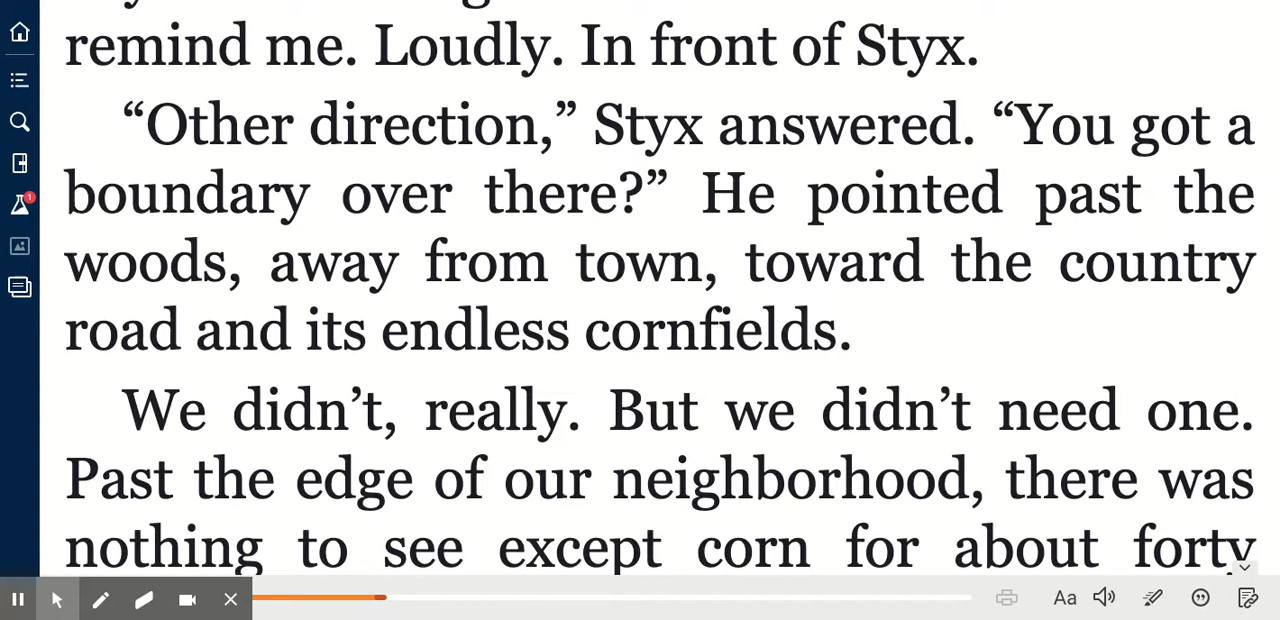 remind me. Loudly. In front of Styx.
“Other direction,” Styx answered. “You got a
boundary over there?” He pointed past the
woods, away from town, toward the country
road and its endless cornfields.
We didn’t, really. But we didn’t need one.
Past the edge of our neighborhood, there was
nothing to see except corn for about forty
1
Aa